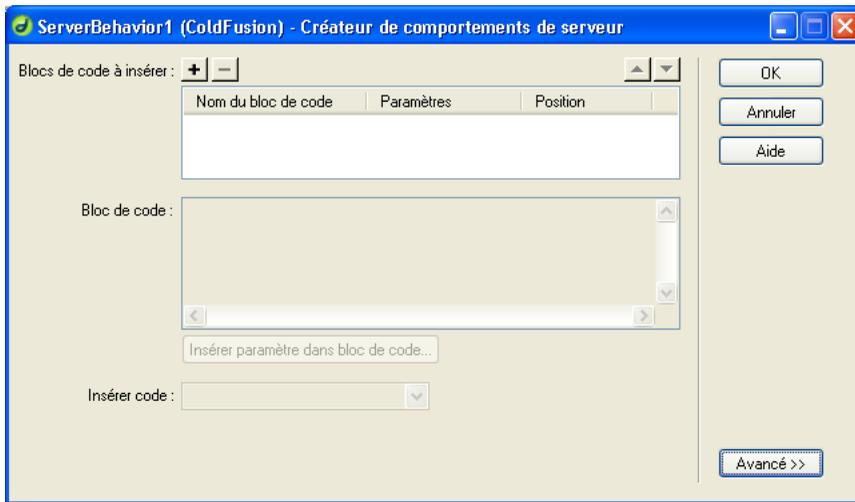 ServerBehavior1 (ColdFusion) - Créateur de comportements de serveur
Blocs de code à insérer :
Nom du bloc de code Paramètres Position
OK
Annuler
Aide
Bloc de code :
Insérer paramètre dans bloc de code...
Insérer code :
Avancé >>